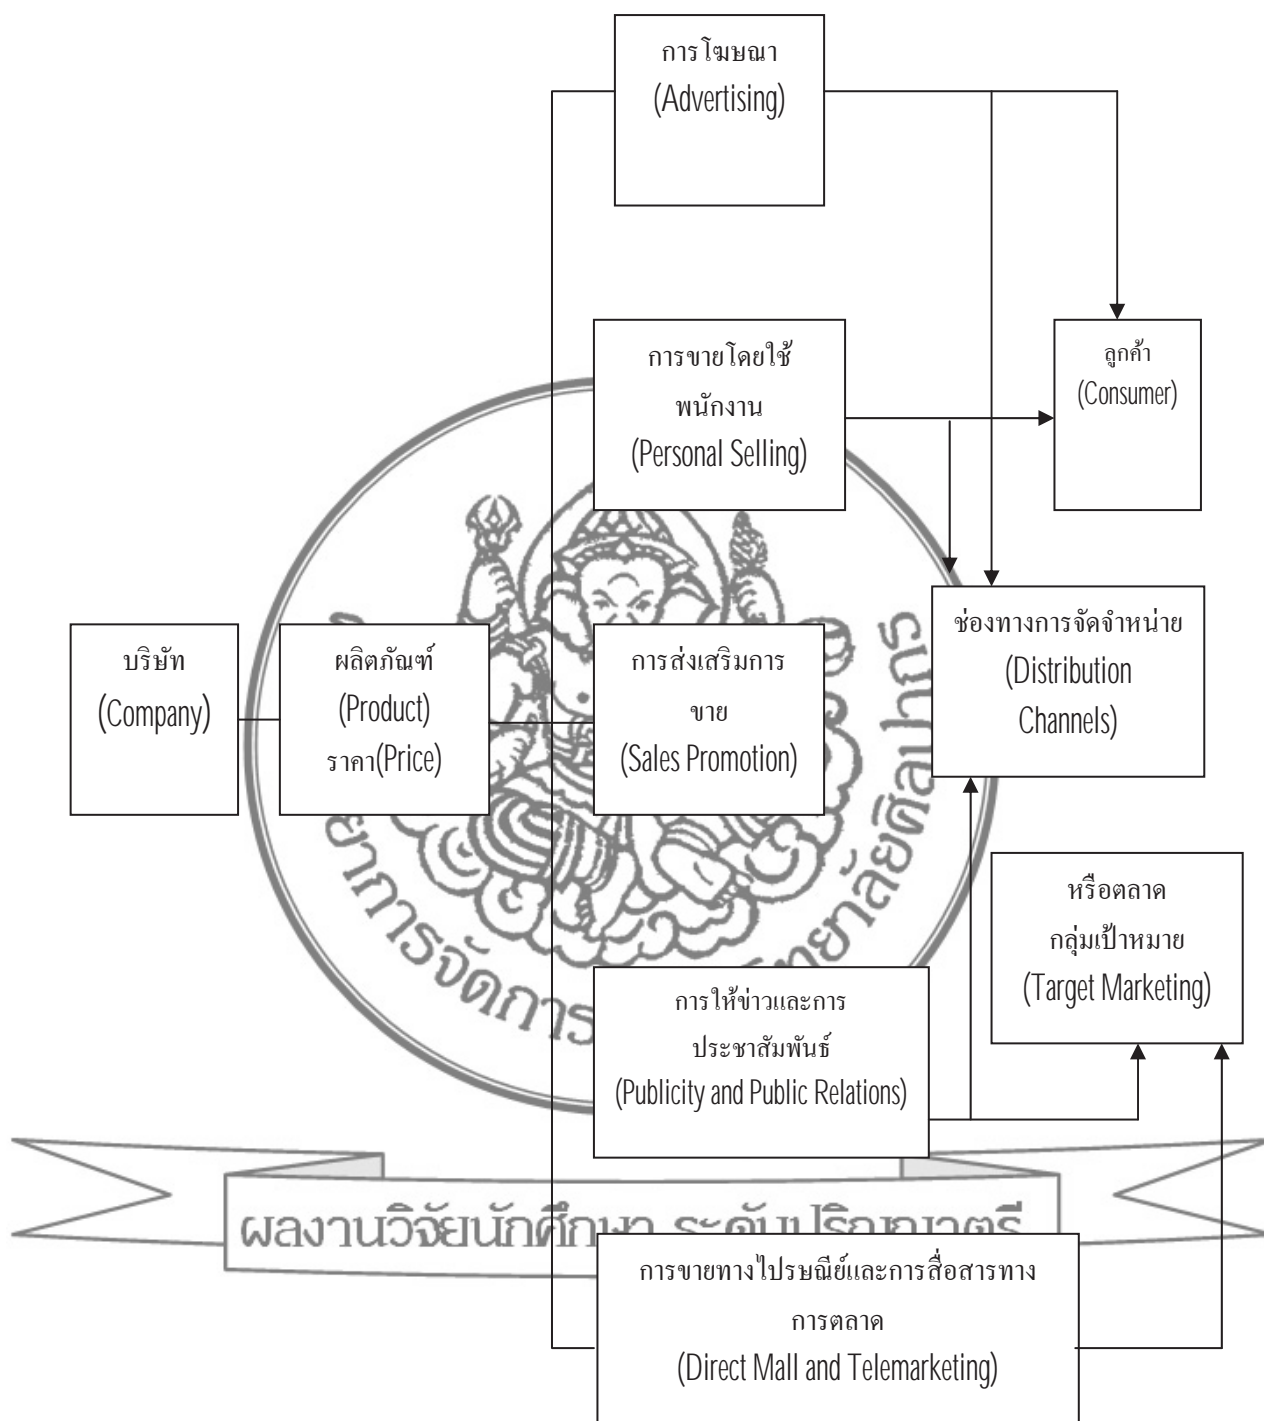 การโฆษณา
(Advertising)
การขายโดยใช้
พนักงาน
(Personal Selling)
ลูกค้า
(Consumer)
บริษัท
(Company)
ผลิตภัณฑ์
(Product)
ราคา(Price)
การส่งเสริมการ
ขาย
(Sales Promotion)
ช่องทางการจัดจำหน่าย
(Distribution
Channels)
หรือตลาด
กลุ่มเป้าหมาย
(Target Marketing)
การให้ข่าวและการ
ประชาสัมพันธ์
(Publicity and Public Relations)
ผลงานวิจัยนักศึกษา ระดับปริญญาตรี
การขายทางไปรษณีย์และการสื่อสารทาง
การตลาด
(Direct Mall and Telemarketing)